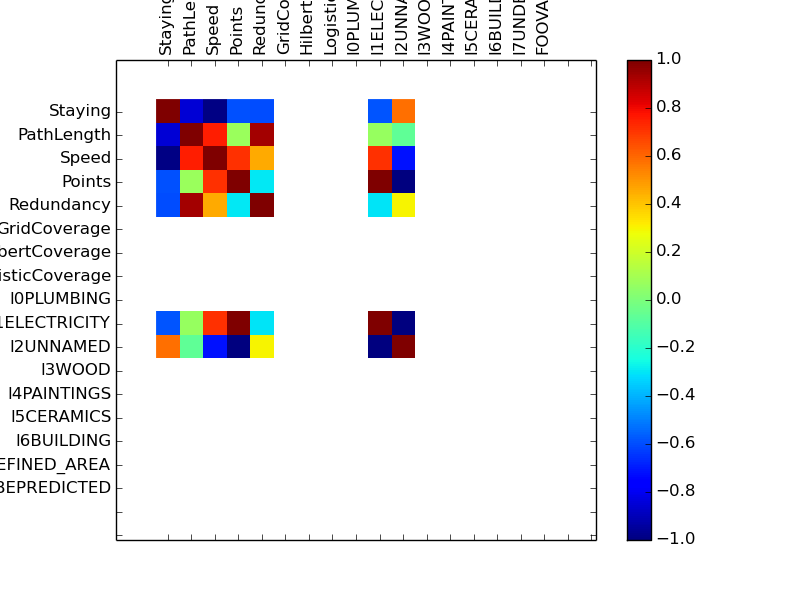 Staying
PathLe
Speed
Points
Redund
GridCo
Hilbert
Logistic
I0PLUM
I1ELEC
I2UNNA
I3WOO
I4PAINT
I5CERA
I6BUILD
I7UNDE
FOOVA
Staying
PathLength
Speed
Points
Redundancy
GridCoverage
bertCoverage
isticCoverage
I0PLUMBING
1ELECTRICITY
I2UNNAMED
I3WOOD
I4PAINTINGS
I5CERAMICS
I6BUILDING
EFINED_AREA
BEPREDICTED
1.0
0.8
0.6
0.4
0.2
0.0
−0.2
−0.4
−0.6
−0.8
−1.0